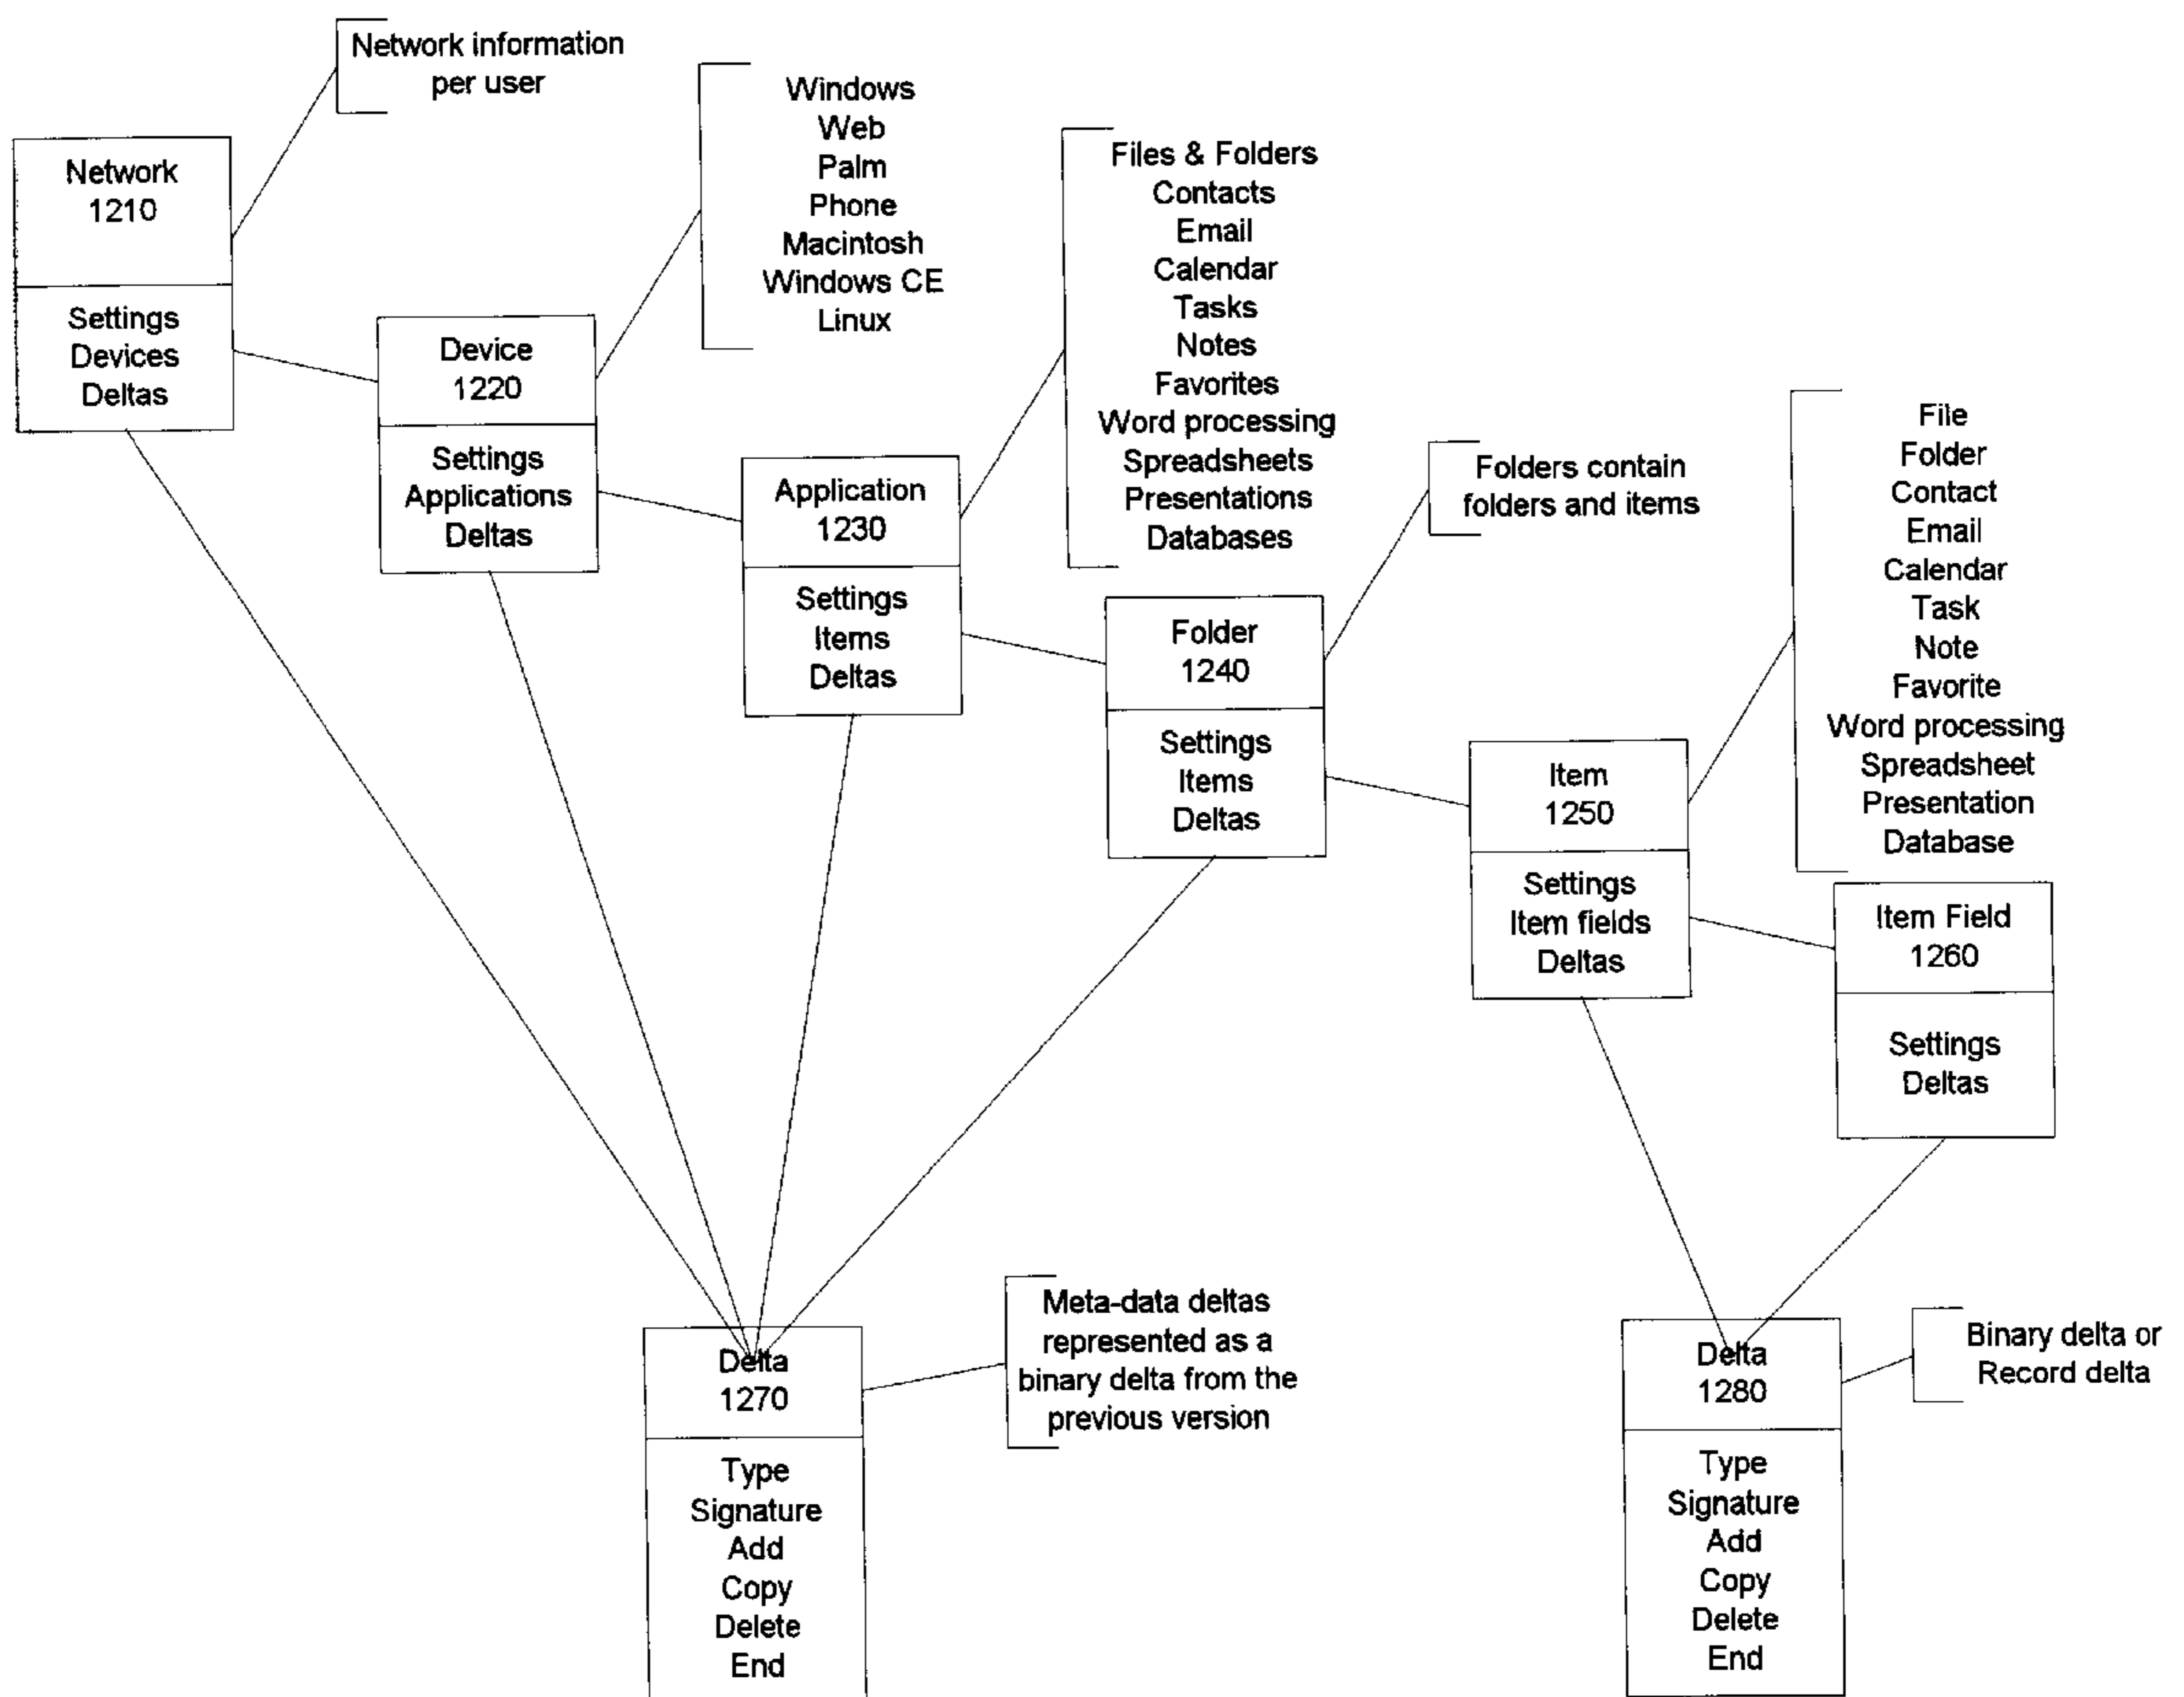 Network information
per user
Network
1210
Settings
Devices
Deltas
Windows
Web
Palm
Phone
Macintosh
Windows CE
Linux
Device
1220
Settings
Applications
Deltas
Files & Folders
Contacts
Email
Calendar
Tasks
Notes
Favorites
Word processing
Spreadsheets
Presentations
Databases
Application
1230
Settings
Items
Deltas
Folders contain
folders and items
Folder
1240
Settings
Items
Deltas
File
Folder
Contact
Email
Calendar
Task
Note
Favorite
Word processing
Spreadsheet
Presentation
Database
Item
1250
Settings
Item fields
Deltas
Item Field
1260
Settings
Deltas
Delta
1270
Type
Signature
Add
Copy
Delete
End
Meta-data deltas
represented as a
binary delta from the
previous version
Delta
1280
Type
Signature
Add
Copy
Delete
End
Binary delta or
Record delta